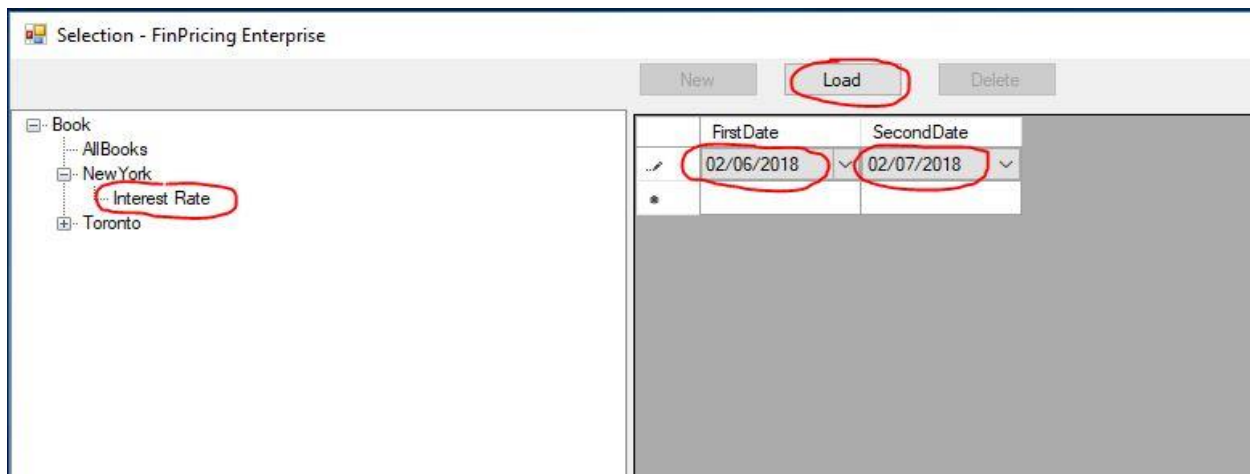 Selection - FinPricing Enterprise
New Load Delete
Book
AllBooks
NewYork
Interest Rate
Toronto
FirstDate SecondDate
02/06/2018 02/07/2018